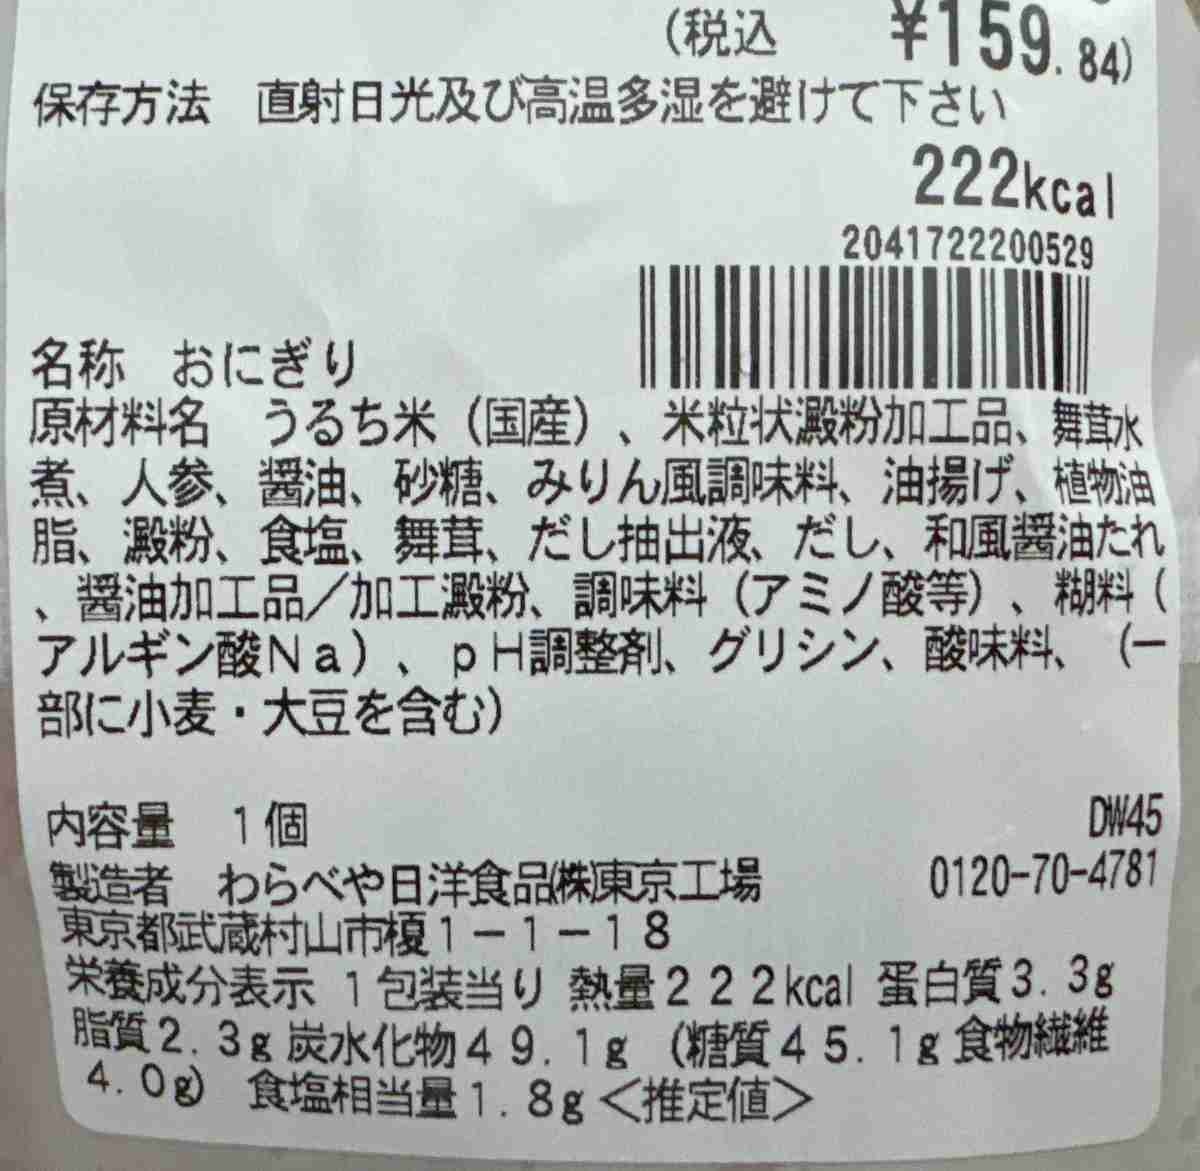 (税込 ¥159.84)
保存方法 直射日光及び高温多湿を避けて下さい
222kcal
2041722200529
名称 おにぎり
原材料名 うるち米(国産)、米粒状澱粉加工品、舞茸水
煮、人参、醤油、砂糖、みりん風調味料、油揚げ、植物油
脂、澱粉、食塩、舞茸、だし抽出液、だし、和風醤油たれ
、醤油加工品/加工澱粉、調味料(アミノ酸等)、糊料(
アルギン酸Na)、pH調整剤、グリシン、酸味料、(一
部に小麦・大豆を含む)
内容量 1個 DW45
製造者 わらべや日洋食品(株)東京工場 0120-70-4781
東京都武蔵村山市榎1-1-18
栄養成分表示 1包装当り 熱量222kcal 蛋白質3.3g
脂質2.3g 炭水化物49.1g (糖質45.1g 食物繊維
4.0g) 食塩相当量1.8g<推定値>